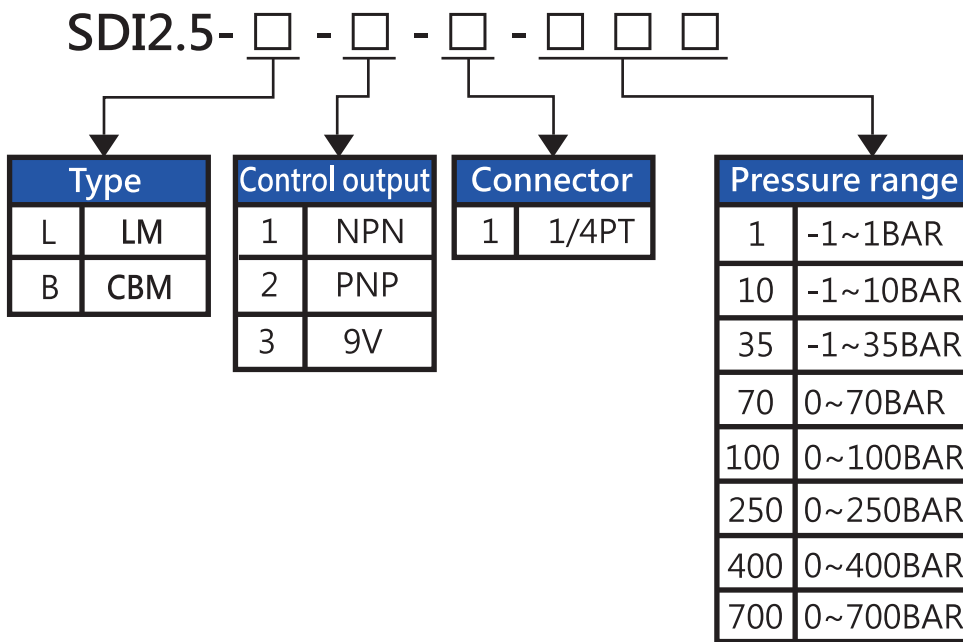 SDI2.5- □ - □ - □ - □ □ □
Type
L LM
B CBM
Control output
1 NPN
2 PNP
3 9V
Connector
1 1/4PT
Pressure range
1 -1~1BAR
10 -1~10BAR
35 -1~35BAR
70 0~70BAR
100 0~100BAR
250 0~250BAR
400 0~400BAR
700 0~700BAR